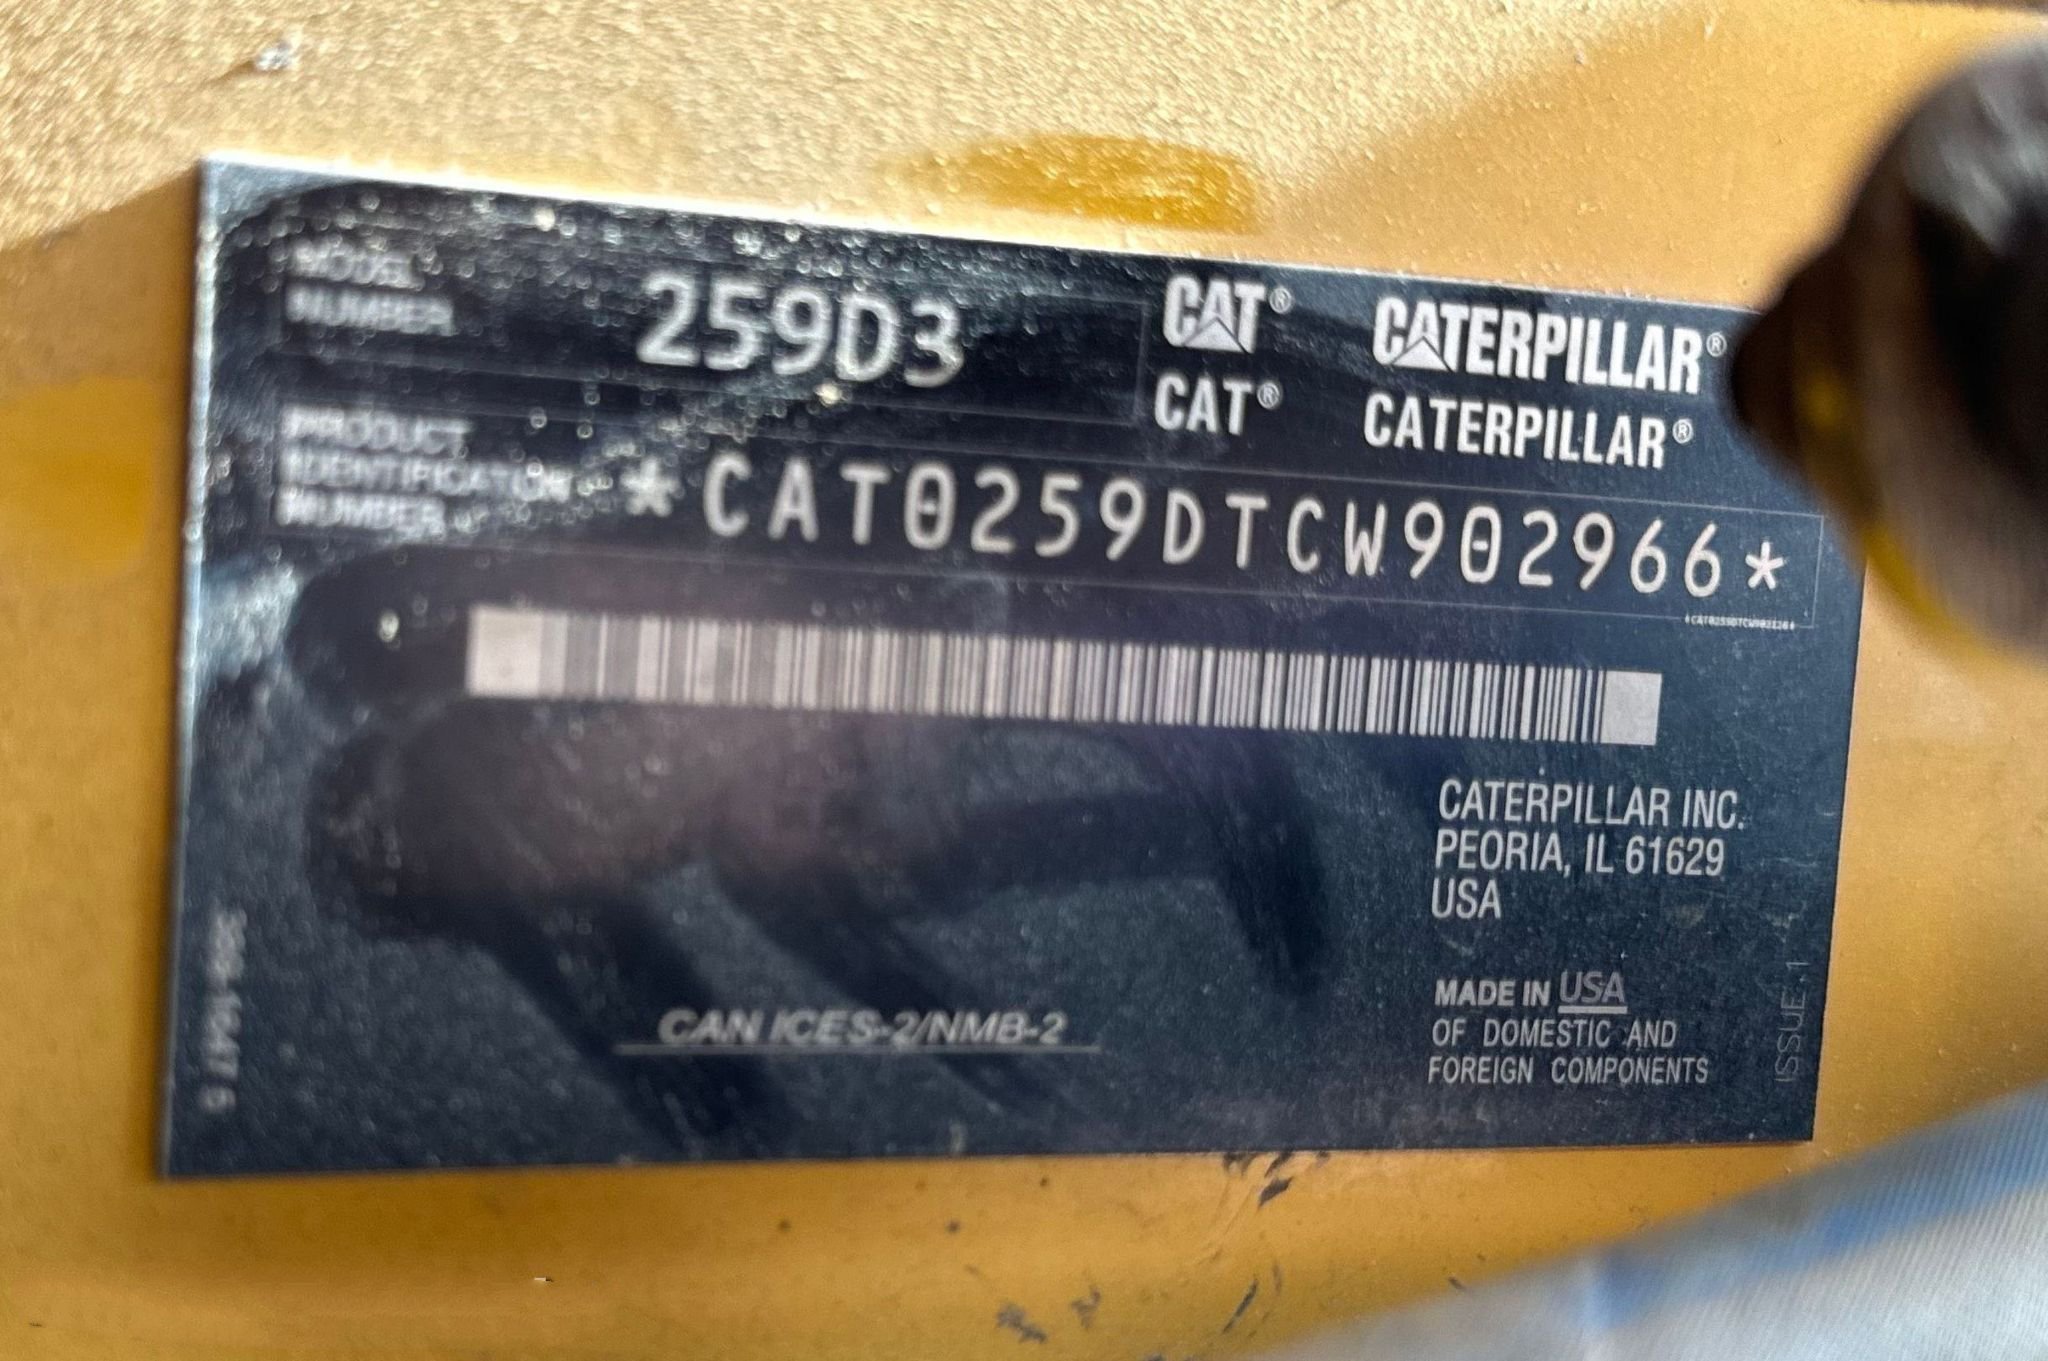 MODEL
NUMBER
259D3
CAT® CATERPILLAR®
CAT® CATERPILLAR®
PRODUCT
IDENTIFICATION
NUMBER
*CAT0259DTCW902966*
CATERPILLAR INC.
PEORIA, IL 61629
USA
MADE IN USA
OF DOMESTIC AND
FOREIGN COMPONENTS
CAN ICES-2/NMB-2
ISSUE 1